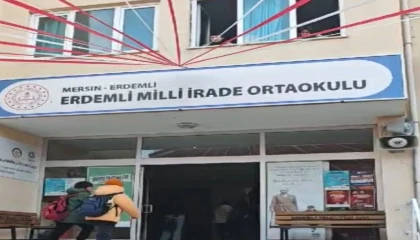 MERSİN - ERDEMLİ
ERDEMLİ MİLLİ İRADE ORTAOKULU